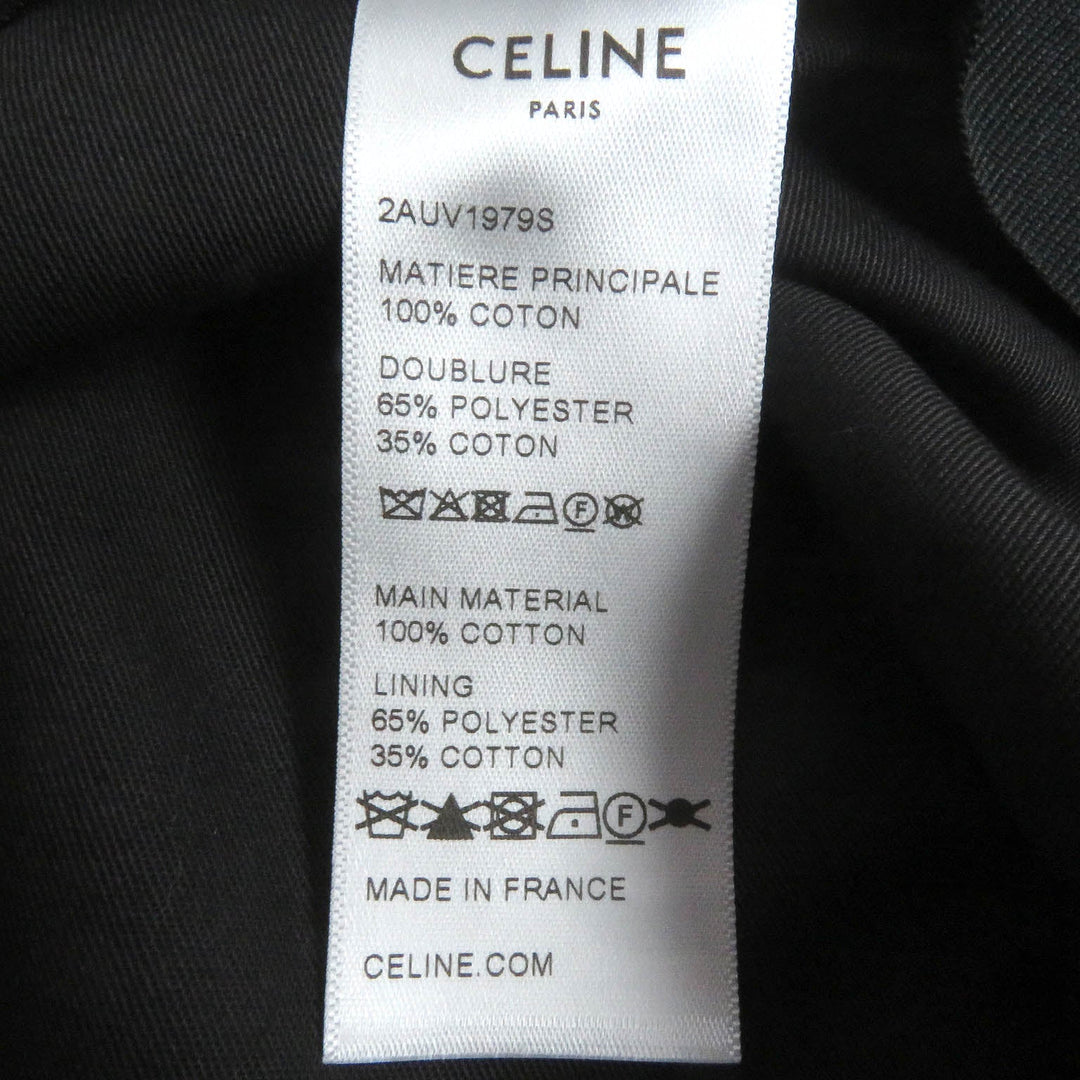 CELINE
PARIS
2AUV1979S
MATIERE PRINCIPALE
100% COTON
DOUBLURE
65% POLYESTER
35% COTON
F W
MAIN MATERIAL
100% COTTON
LINING
65% POLYESTER
35% COTTON
F
MADE IN FRANCE
CELINE.COM